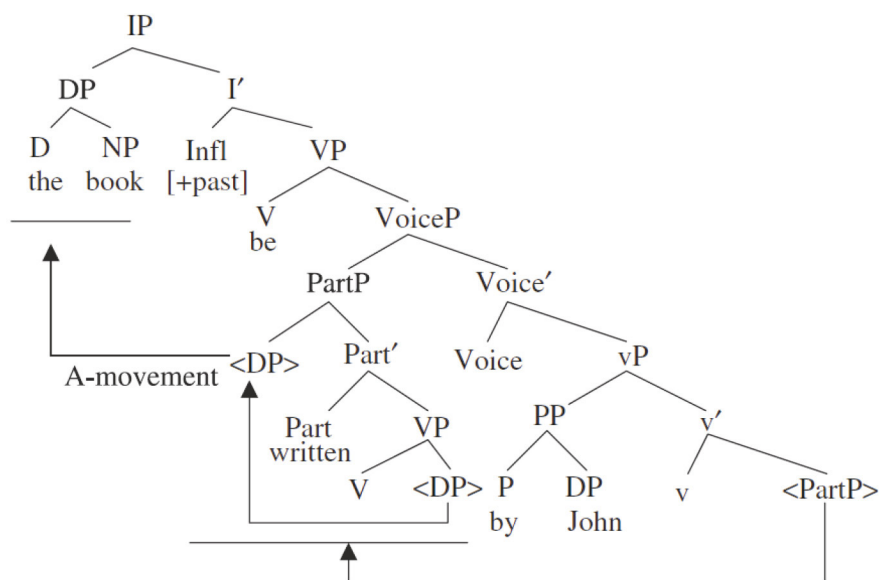 IP
DP I′
D NP Infl VP
the book [+past]
V VoiceP
be
PartP Voice′
<DP> Part′ Voice vP
A-movement
Part VP PP v′
written
V <DP> P DP v <PartP>
by John